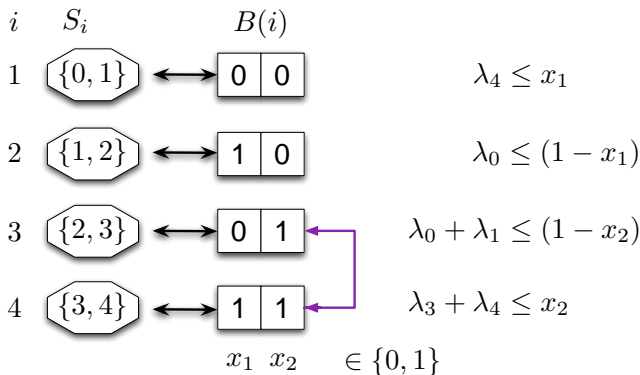 i S_i B(i)
1 {0, 1} 0 0 λ_4 ≤ x_1
2 {1, 2} 1 0 λ_0 ≤ (1 − x_1)
3 {2, 3} 0 1 λ_0 + λ_1 ≤ (1 − x_2)
4 {3, 4} 1 1 λ_3 + λ_4 ≤ x_2
x_1 x_2 ∈ {0, 1}